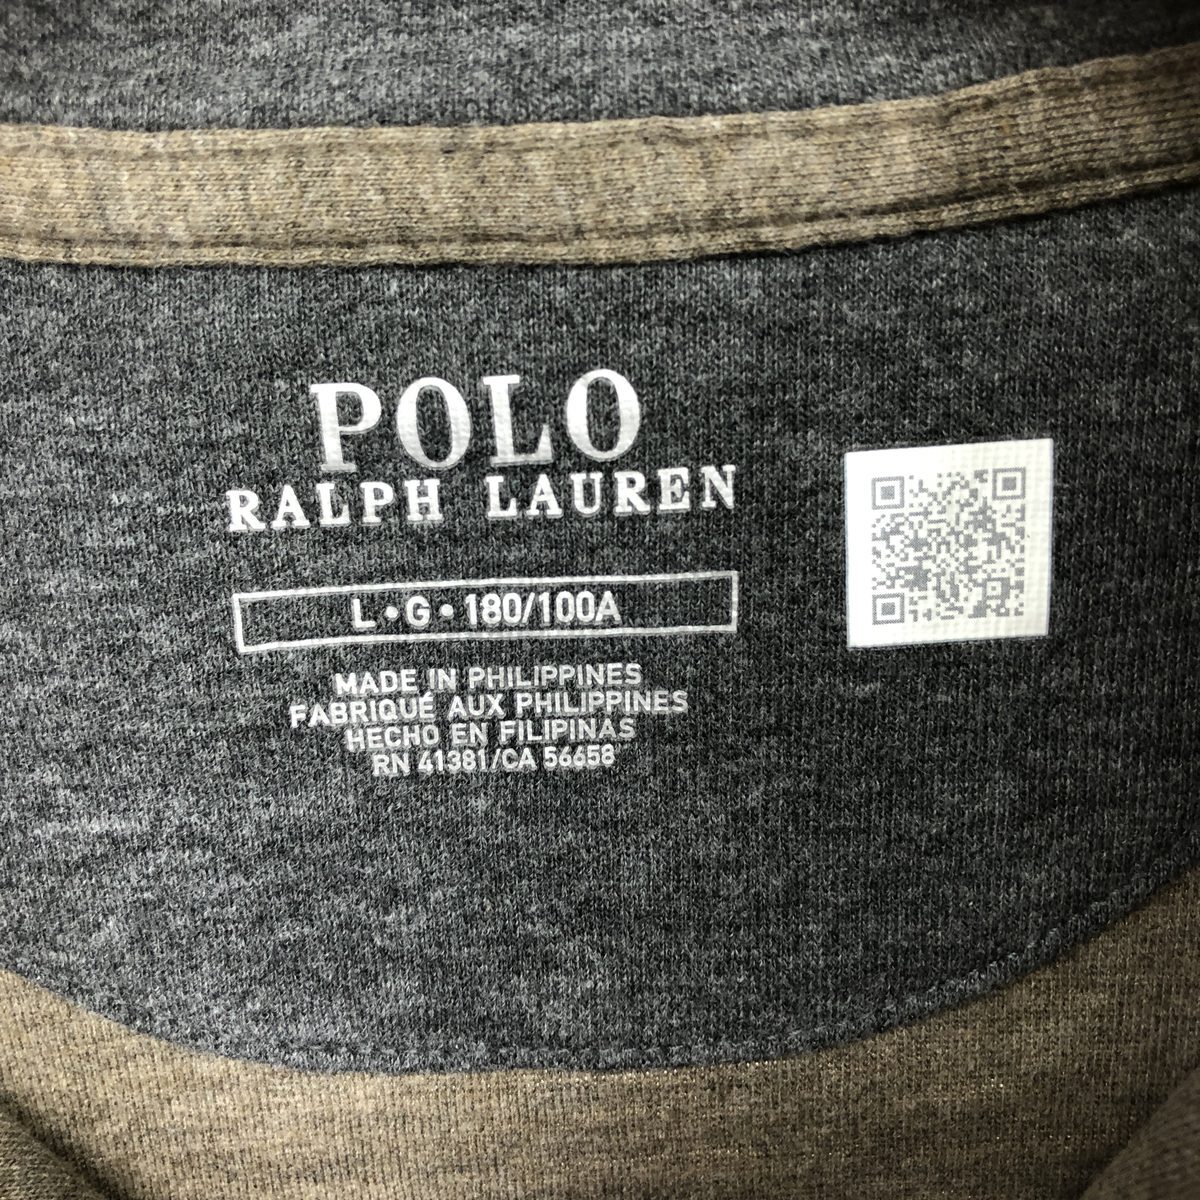 POLO
RALPH LAUREN
L•G•180/100A
MADE IN PHILIPPINES
FABRIQUÉ AUX PHILIPPINES
HECHO EN FILIPINAS
RN 41381/CA 56658